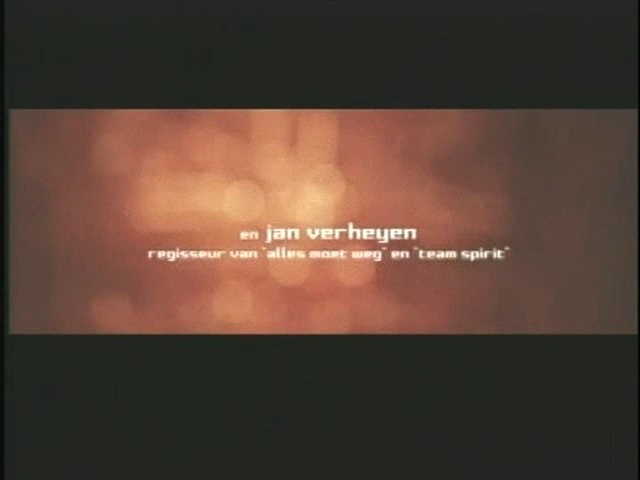 en jan verheyen
regisseur van "alles moet weg" en "team spirit"